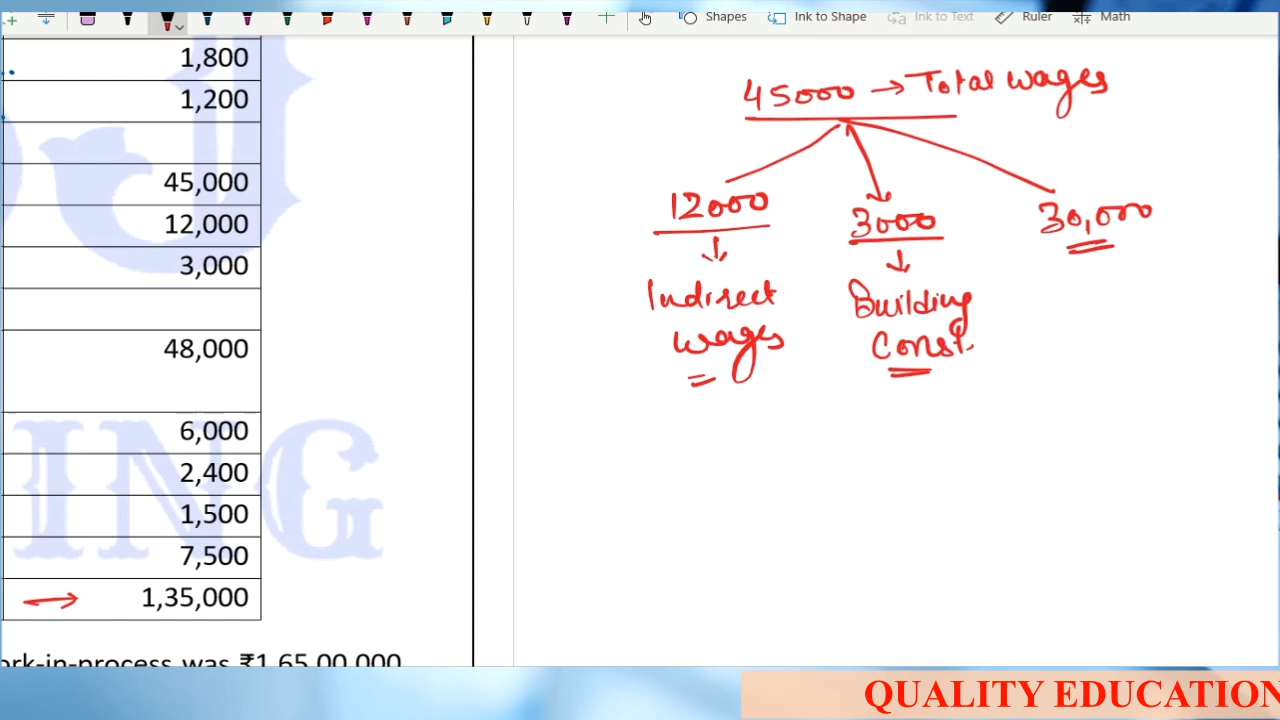 Shapes Ink to Shape Ink to Text Ruler Math
1,800
1,200
45,000
12,000
3,000
48,000
6,000
2,400
1,500
7,500
1,35,000
ork-in-process was ₹1,65,00,000
45000 → Total wages
12000 3000 30,000
Indirect wages
Building Const.
ING
QUALITY EDUCATION